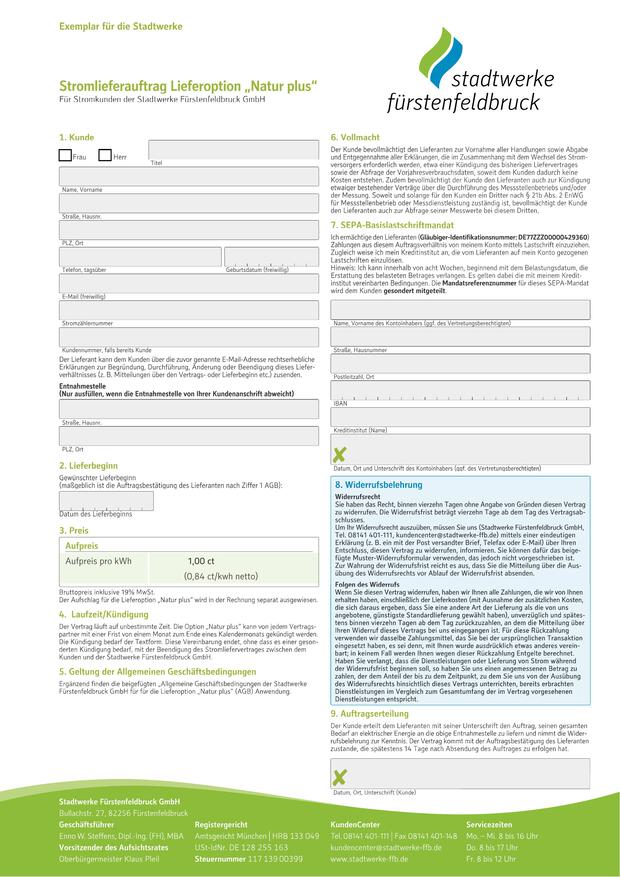 Exemplar für die Stadtwerke
stadtwerke
fürstenfeldbruck
Stromlieferauftrag Lieferoption „Natur plus“
Für Stromkunden der Stadtwerke Fürstenfeldbruck GmbH
1. Kunde
Frau
Herr
Titel
Name, Vorname
Straße, Hausnr.
PLZ, Ort
Telefon, tagsüber
Geburtsdatum (freiwillig)
E-Mail (freiwillig)
Stromzählernummer
Kundennummer, falls bereits Kunde
Der Lieferant kann dem Kunden über die zuvor genannte E-Mail-Adresse rechtserhebliche
Erklärungen zur Begründung, Durchführung, Änderung oder Beendigung dieses Liefer-
verhältnisses (z. B. Mitteilungen über den Vertrags- oder Lieferbeginn etc.) zusenden.
Entnahmestelle
(Nur ausfüllen, wenn die Entnahmestelle von Ihrer Kundenanschrift abweicht)
Straße, Hausnr.
PLZ, Ort
2. Lieferbeginn
Gewünschter Lieferbeginn
(maßgeblich ist die Auftragsbestätigung des Lieferanten nach Ziffer 1 AGB):
Datum des Lieferbeginns
3. Preis
Aufpreis
Aufpreis pro kWh 1,00 ct
(0,84 ct/kwh netto)
Bruttopreis inklusive 19% MwSt.
Der Aufschlag für die Lieferoption „Natur plus“ wird in der Rechnung separat ausgewiesen.
4. Laufzeit/Kündigung
Der Vertrag läuft auf unbestimmte Zeit. Die Option „Natur plus“ kann von jedem Vertrags-
partner mit einer Frist von einem Monat zum Ende eines Kalendermonats gekündigt werden.
Die Kündigung bedarf der Textform. Diese Vereinbarung endet, ohne dass es einer geson-
derten Kündigung bedarf, mit der Beendigung des Stromliefervertrages zwischen dem
Kunden und der Stadtwerke Fürstenfeldbruck GmbH.
5. Geltung der Allgemeinen Geschäftsbedingungen
Ergänzend finden die beigefügten „Allgemeine Geschäftsbedingungen der Stadtwerke
Fürstenfeldbruck GmbH für für die Lieferoption „Natur plus“ (AGB) Anwendung.
6. Vollmacht
Der Kunde bevollmächtigt den Lieferanten zur Vornahme aller Handlungen sowie Abgabe
und Entgegennahme aller Erklärungen, die im Zusammenhang mit dem Wechsel des Strom-
versorgers erforderlich werden, etwa einer Kündigung des bisherigen Liefervertrages
sowie der Abfrage der Vorjahresverbrauchsdaten, soweit dem Kunden dadurch keine
Kosten entstehen. Zudem bevollmächtigt der Kunde den Lieferanten auch zur Kündigung
etwaiger bestehender Verträge über die Durchführung des Messstellenbetriebs und/oder
der Messung. Soweit und solange für den Kunden ein Dritter nach § 21b Abs. 2 EnWG
für Messstellenbetrieb oder Messdienstleistung zuständig ist, bevollmächtigt der Kunde
den Lieferanten auch zur Abfrage seiner Messwerte bei diesem Dritten.
7. SEPA-Basislastschriftmandat
Ich ermächtige den Lieferanten (Gläubiger-Identifikationsnummer: DE77ZZZ00000429360)
Zahlungen aus diesem Auftragsverhältnis von meinem Konto mittels Lastschrift einzuziehen.
Zugleich weise ich mein Kreditinstitut an, die vom Lieferanten auf mein Konto gezogenen
Lastschriften einzulösen.
Hinweis: Ich kann innerhalb von acht Wochen, beginnend mit dem Belastungsdatum, die
Erstattung des belasteten Betrages verlangen. Es gelten dabei die mit meinem Kredit-
institut vereinbarten Bedingungen. Die Mandatsreferenznummer für dieses SEPA-Mandat
wird dem Kunden gesondert mitgeteilt.
Name, Vorname des Kontoinhabers (ggf. des Vertretungsberechtigten)
Straße, Hausnummer
Postleitzahl, Ort
IBAN
Kreditinstitut (Name)
Datum, Ort und Unterschrift des Kontoinhabers (ggf. des Vertretungsberechtigten)
8. Widerrufsbelehrung
Widerrufsrecht
Sie haben das Recht, binnen vierzehn Tagen ohne Angabe von Gründen diesen Vertrag
zu widerrufen. Die Widerrufsfrist beträgt vierzehn Tage ab dem Tag des Vertragsab-
schlusses.
Um Ihr Widerrufsrecht auszuüben, müssen Sie uns (Stadtwerke Fürstenfeldbruck GmbH,
Tel. 08141 401-111, kundencenter@stadtwerke-ffb.de) mittels einer eindeutigen
Erklärung (z. B. ein mit der Post versandter Brief, Telefax oder E-Mail) über Ihren
Entschluss, diesen Vertrag zu widerrufen, informieren. Sie können dafür das beige-
fügte Muster-Widerrufsformular verwenden, das jedoch nicht vorgeschrieben ist.
Zur Wahrung der Widerrufsfrist reicht es aus, dass Sie die Mitteilung über die Aus-
übung des Widerrufsrechts vor Ablauf der Widerrufsfrist absenden.
Folgen des Widerrufs
Wenn Sie diesen Vertrag widerrufen, haben wir Ihnen alle Zahlungen, die wir von Ihnen
erhalten haben, einschließlich der Lieferkosten (mit Ausnahme der zusätzlichen Kosten,
die sich daraus ergeben, dass Sie eine andere Art der Lieferung als die von uns
angebotene, günstigste Standardlieferung gewählt haben), unverzüglich und spätes-
tens binnen vierzehn Tagen ab dem Tag zurückzuzahlen, an dem die Mitteilung über
Ihren Widerruf dieses Vertrags bei uns eingegangen ist. Für diese Rückzahlung
verwenden wir dasselbe Zahlungsmittel, das Sie bei der ursprünglichen Transaktion
eingesetzt haben, es sei denn, mit Ihnen wurde ausdrücklich etwas anderes verein-
bart; in keinem Fall werden Ihnen wegen dieser Rückzahlung Entgelte berechnet.
Haben Sie verlangt, dass die Dienstleistungen oder Lieferung von Strom während
der Widerrufsfrist beginnen soll, so haben Sie uns einen angemessenen Betrag zu
zahlen, der dem Anteil der bis zu dem Zeitpunkt, zu dem Sie uns von der Ausübung
des Widerrufsrechts hinsichtlich dieses Vertrags unterrichten, bereits erbrachten
Dienstleistungen im Vergleich zum Gesamtumfang der im Vertrag vorgesehenen
Dienstleistungen entspricht.
9. Auftragserteilung
Der Kunde erteilt dem Lieferanten mit seiner Unterschrift den Auftrag, seinen gesamten
Bedarf an elektrischer Energie an die obige Entnahmestelle zu liefern und nimmt die Wider-
rufsbelehrung zur Kenntnis. Der Vertrag kommt mit der Auftragsbestätigung des Lieferanten
zustande, die spätestens 14 Tage nach Absendung des Auftrages zu erfolgen hat.
Datum, Ort, Unterschrift (Kunde)
Stadtwerke Fürstenfeldbruck GmbH
Bullachstr. 27, 82256 Fürstenfeldbruck
Geschäftsführer
Enno W. Steffens, Dipl.-Ing. (FH), MBA
Vorsitzender des Aufsichtsrates
Oberbürgermeister Klaus Pleil
Registergericht
Amtsgericht München | HRB 133 049
USt-IdNr. DE 128 255 163
Steuernummer 117 139 00399
KundenCenter
Tel. 08141 401-111 | Fax 08141 401-148
kundencenter@stadtwerke-ffb.de
www.stadtwerke-ffb.de
Servicezeiten
Mo. – Mi. 8 bis 16 Uhr
Do. 8 bis 17 Uhr
Fr. 8 bis 12 Uhr